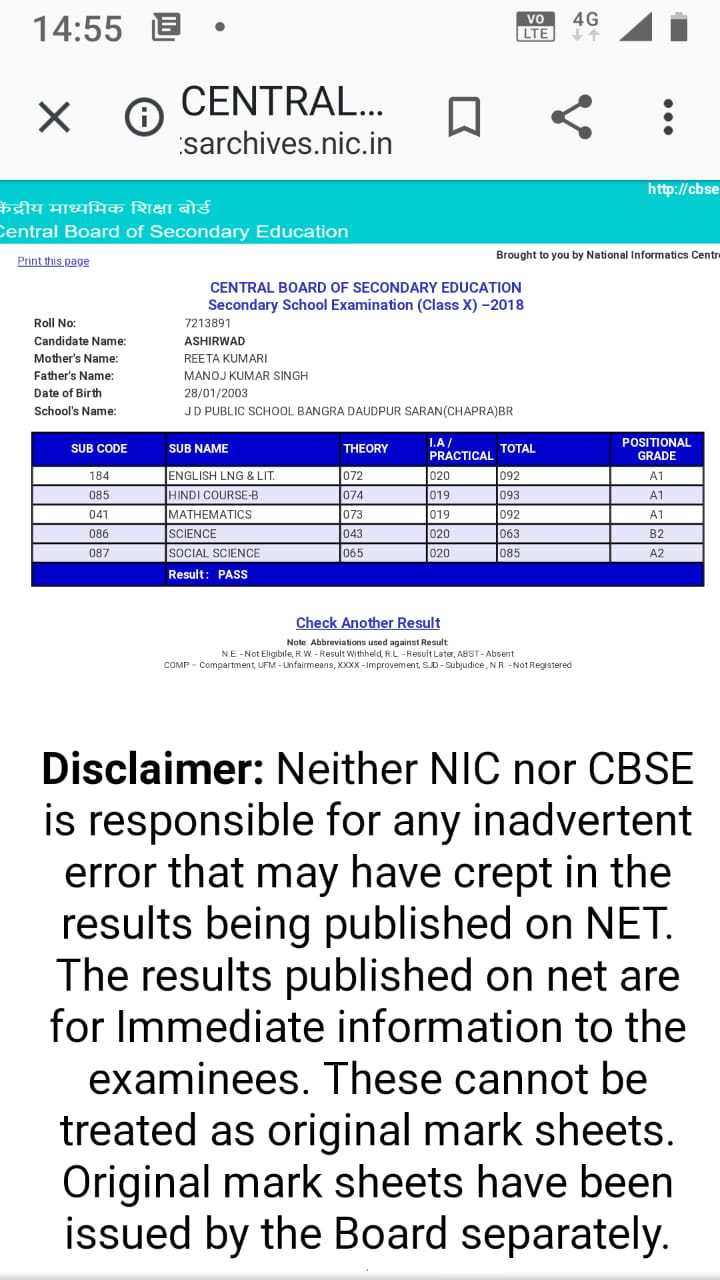 14:55
VO LTE 4G
CENTRAL...
sarchives.nic.in
http://cbse
केंद्रीय माध्यमिक शिक्षा बोर्ड
Central Board of Secondary Education
Print this page
Brought to you by National Informatics Centre
CENTRAL BOARD OF SECONDARY EDUCATION
Secondary School Examination (Class X) –2018
Roll No: 7213891
Candidate Name: ASHIRWAD
Mother's Name: REETA KUMARI
Father's Name: MANOJ KUMAR SINGH
Date of Birth 28/01/2003
School's Name: J D PUBLIC SCHOOL BANGRA DAUDPUR SARAN(CHAPRA)BR
SUB CODE SUB NAME THEORY I.A / PRACTICAL TOTAL POSITIONAL GRADE
184 ENGLISH LNG & LIT. 072 020 092 A1
085 HINDI COURSE-B 074 019 093 A1
041 MATHEMATICS 073 019 092 A1
086 SCIENCE 043 020 063 B2
087 SOCIAL SCIENCE 065 020 085 A2
Result: PASS
Check Another Result
Note: Abbreviations used against Result:
N.E. - Not Eligibile, R.W. - Result Withheld, R.L. - Result Later, ABST - Absent
COMP – Compartment, UFM - Unfairmeans, XXXX - Improvement, SJD - Subjudice , N.R. - Not Registered
Disclaimer: Neither NIC nor CBSE
is responsible for any inadvertent
error that may have crept in the
results being published on NET.
The results published on net are
for Immediate information to the
examinees. These cannot be
treated as original mark sheets.
Original mark sheets have been
issued by the Board separately.